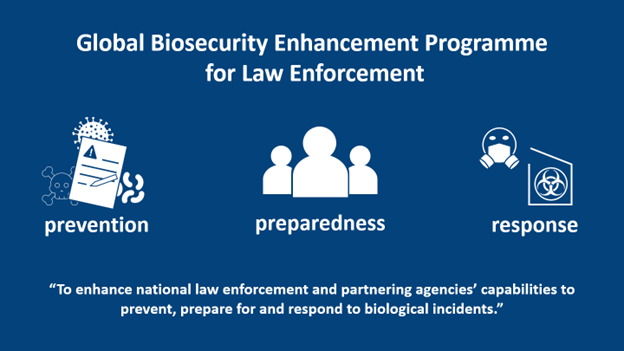 Global Biosecurity Enhancement Programme
for Law Enforcement
prevention
preparedness
response
“To enhance national law enforcement and partnering agencies’ capabilities to
prevent, prepare for and respond to biological incidents.”